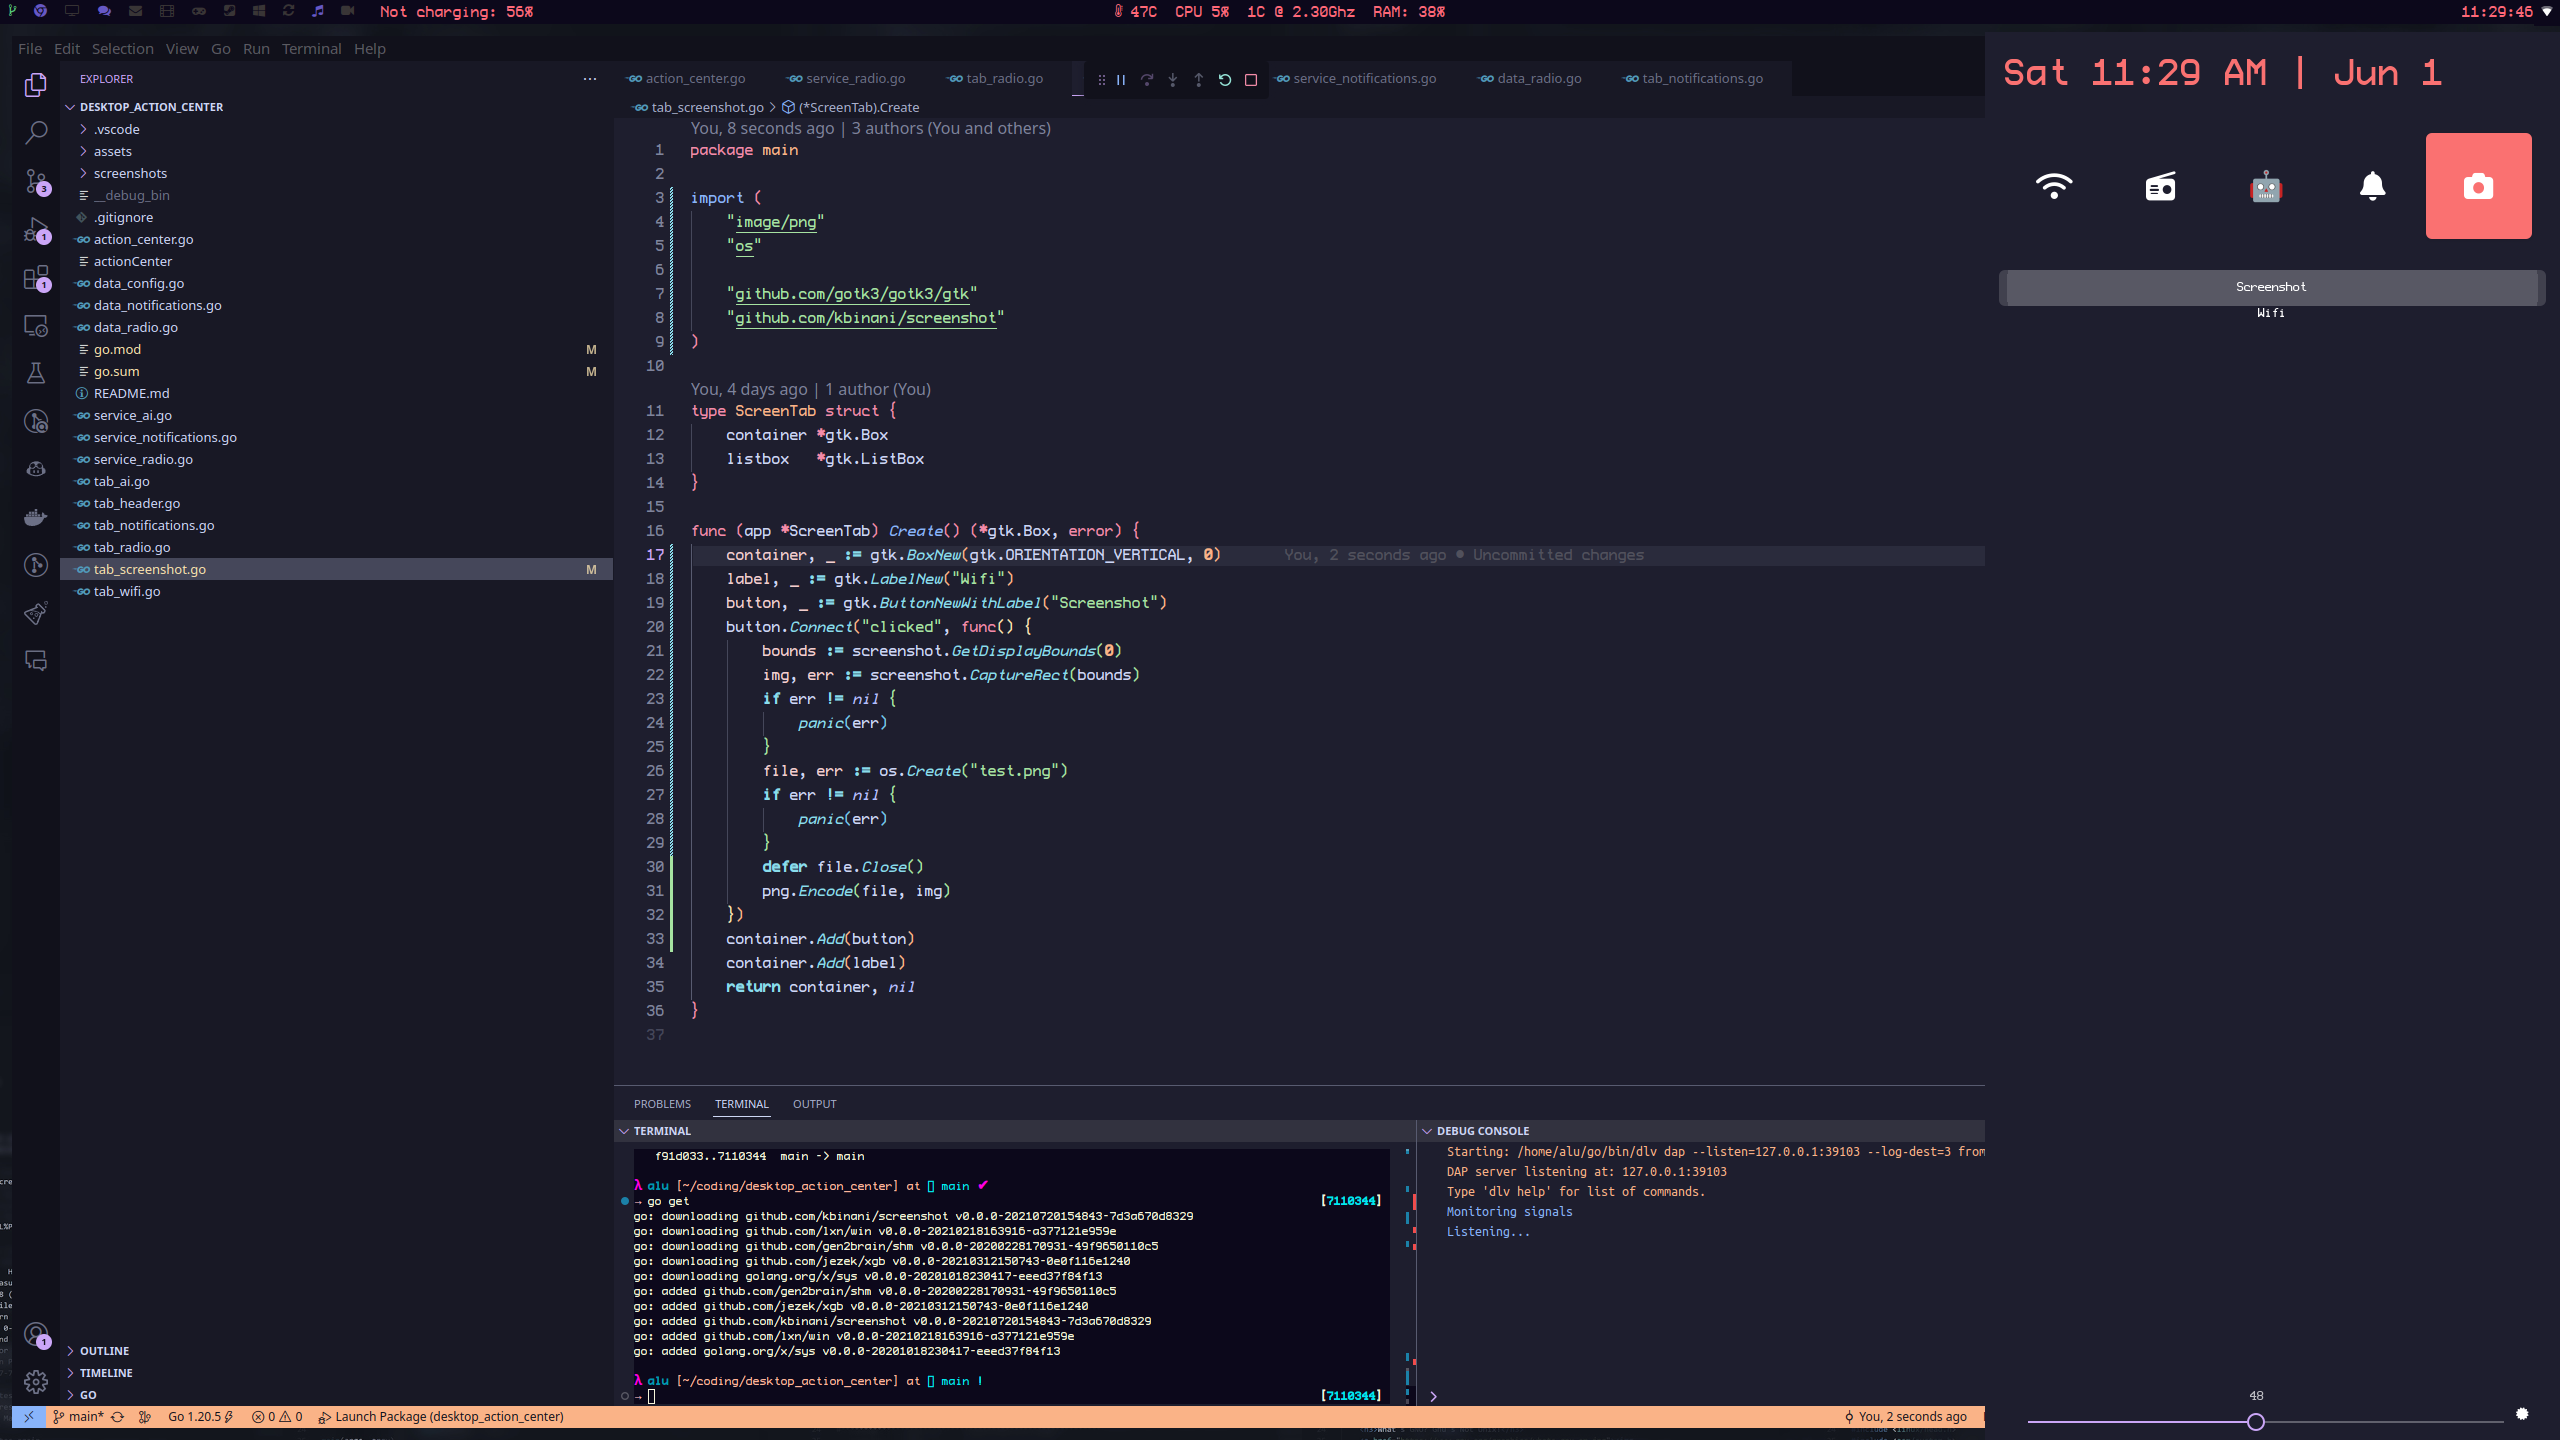 Not charging: 56%
47C CPU 5% 1C @ 2.30Ghz RAM: 38%
11:29:46
File Edit Selection View Go Run Terminal Help
EXPLORER
DESKTOP_ACTION_CENTER
.vscode
assets
screenshots
__debug_bin
.gitignore
action_center.go
actionCenter
data_config.go
data_notifications.go
data_radio.go
go.mod M
go.sum M
README.md
service_ai.go
service_notifications.go
service_radio.go
tab_ai.go
tab_header.go
tab_notifications.go
tab_radio.go
tab_screenshot.go M
tab_wifi.go
3
1
1
1
OUTLINE
TIMELINE
GO
action_center.go service_radio.go tab_radio.go service_notifications.go data_radio.go tab_notifications.go
tab_screenshot.go > (*ScreenTab).Create
You, 8 seconds ago | 3 authors (You and others)
1 package main
2
3 import (
4 "image/png"
5 "os"
6
7 "github.com/gotk3/gotk3/gtk"
8 "github.com/kbinani/screenshot"
9 )
10
You, 4 days ago | 1 author (You)
11 type ScreenTab struct {
12 container *gtk.Box
13 listbox *gtk.ListBox
14 }
15
16 func (app *ScreenTab) Create() (*gtk.Box, error) {
17 container, _ := gtk.BoxNew(gtk.ORIENTATION_VERTICAL, 0) You, 2 seconds ago • Uncommitted changes
18 label, _ := gtk.LabelNew("Wifi")
19 button, _ := gtk.ButtonNewWithLabel("Screenshot")
20 button.Connect("clicked", func() {
21 bounds := screenshot.GetDisplayBounds(0)
22 img, err := screenshot.CaptureRect(bounds)
23 if err != nil {
24 panic(err)
25 }
26 file, err := os.Create("test.png")
27 if err != nil {
28 panic(err)
29 }
30 defer file.Close()
31 png.Encode(file, img)
32 })
33 container.Add(button)
34 container.Add(label)
35 return container, nil
36 }
37
PROBLEMS TERMINAL OUTPUT
TERMINAL
f91d033..7110344 main -> main
λ alu [~/coding/desktop_action_center] at ▯ main ✔
→ go get [7110344]
go: downloading github.com/kbinani/screenshot v0.0.0-20210720154843-7d3a670d8329
go: downloading github.com/lxn/win v0.0.0-20210218163916-a377121e959e
go: downloading github.com/gen2brain/shm v0.0.0-20200228170931-49f9650110c5
go: downloading github.com/jezek/xgb v0.0.0-20210312150743-0e0f116e1240
go: downloading golang.org/x/sys v0.0.0-20201018230417-eeed37f84f13
go: added github.com/gen2brain/shm v0.0.0-20200228170931-49f9650110c5
go: added github.com/jezek/xgb v0.0.0-20210312150743-0e0f116e1240
go: added github.com/kbinani/screenshot v0.0.0-20210720154843-7d3a670d8329
go: added github.com/lxn/win v0.0.0-20210218163916-a377121e959e
go: added golang.org/x/sys v0.0.0-20201018230417-eeed37f84f13
λ alu [~/coding/desktop_action_center] at ▯ main !
→ [7110344]
DEBUG CONSOLE
Starting: /home/alu/go/bin/dlv dap --listen=127.0.0.1:39103 --log-dest=3 from
DAP server listening at: 127.0.0.1:39103
Type 'dlv help' for list of commands.
Monitoring signals
Listening...
main* Go 1.20.5 0 0 Launch Package (desktop_action_center) You, 2 seconds ago
Sat 11:29 AM | Jun 1
Screenshot
Wifi
48